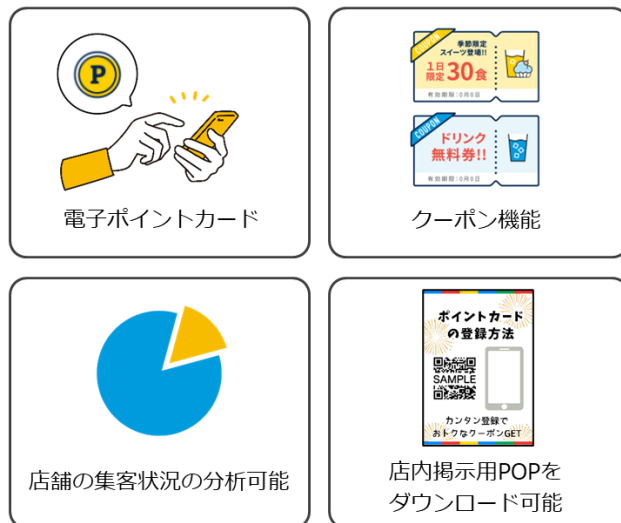 P
電子ポイントカード
COUPON
季節限定
スイーツ登場!!
1日
限定30食
有効期限:0月0日
COUPON
ドリンク
無料券!!
有効期限:0月0日
クーポン機能
店舗の集客状況の分析可能
ポイントカード
の登録方法
SAMPLE
カンタン登録で
おトクなクーポンGET
店内掲示用POPを
ダウンロード可能